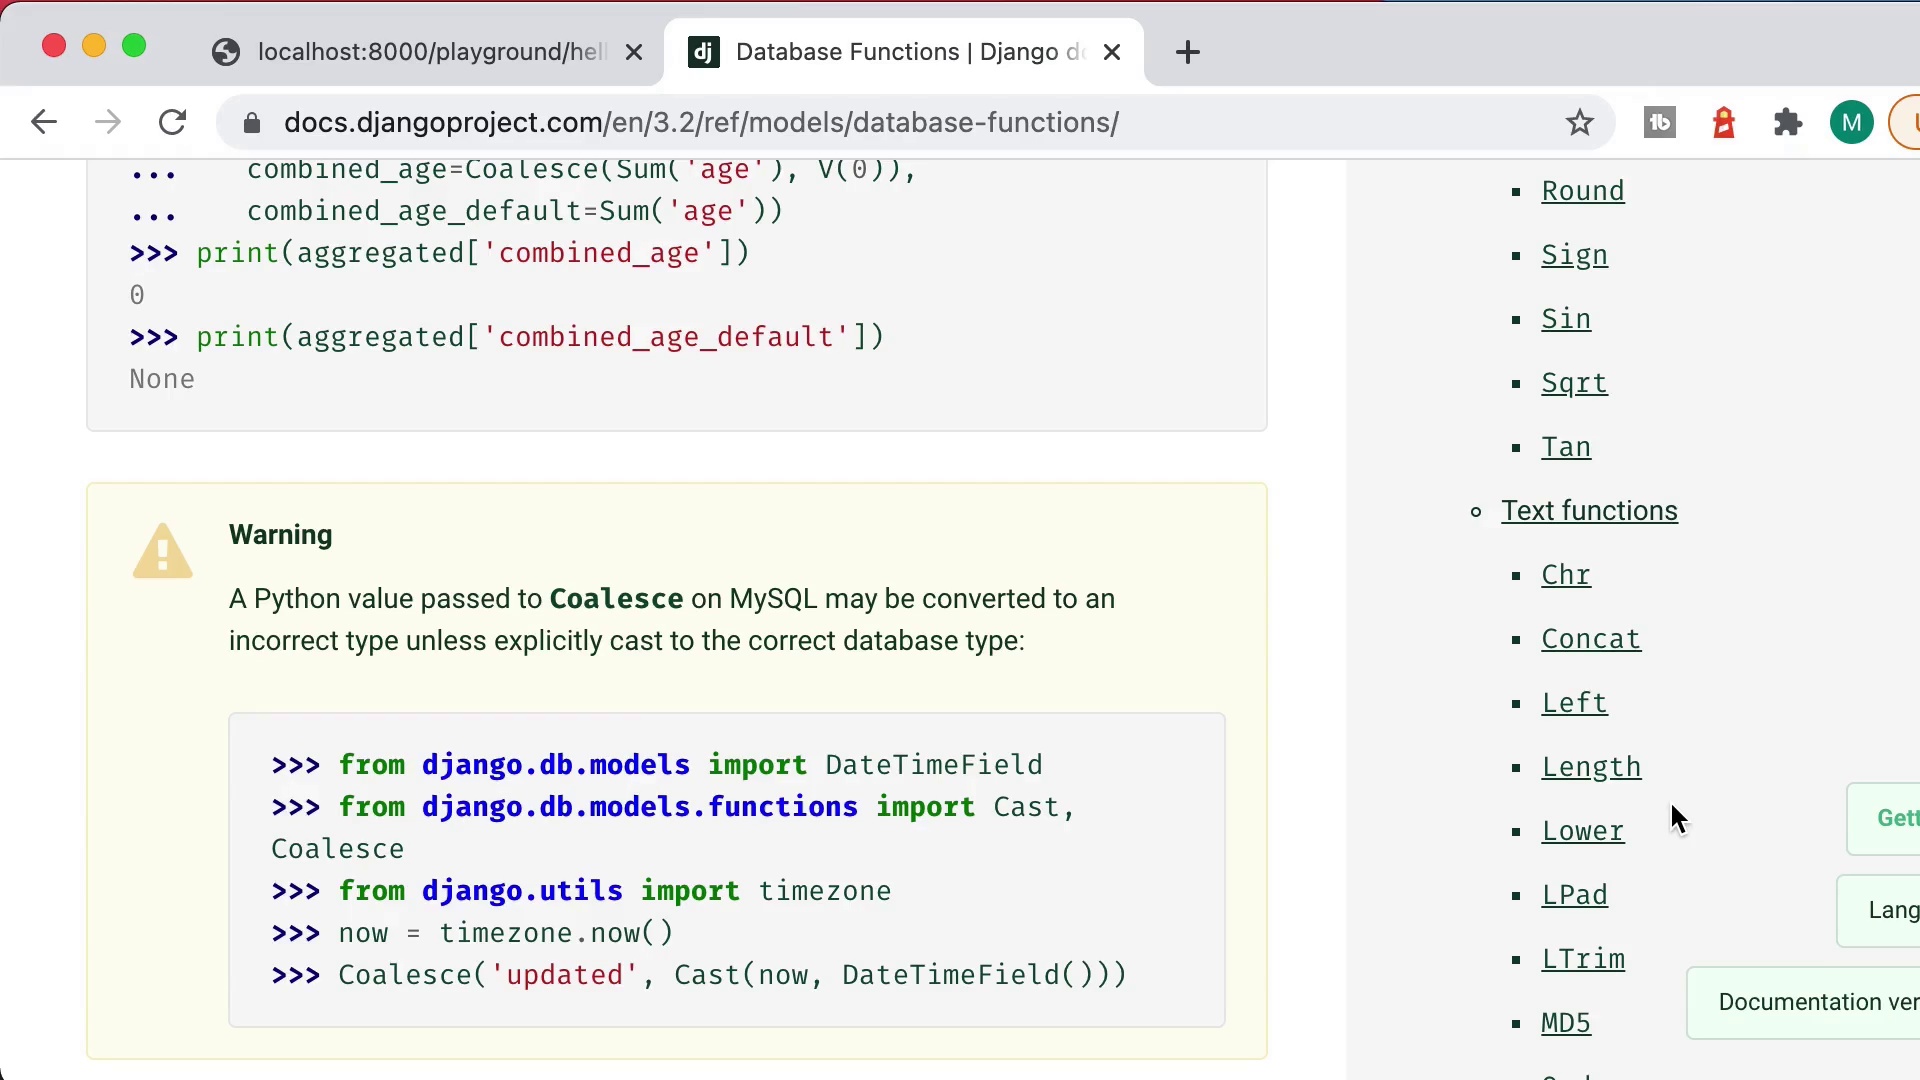 localhost:8000/playground/hell
Database Functions | Django do
docs.djangoproject.com/en/3.2/ref/models/database-functions/
M
... combined_age=Coalesce(Sum('age'), V(0)),
... combined_age_default=Sum('age'))
>>> print(aggregated['combined_age'])
0
>>> print(aggregated['combined_age_default'])
None
Warning
A Python value passed to Coalesce on MySQL may be converted to an
incorrect type unless explicitly cast to the correct database type:
>>> from django.db.models import DateTimeField
>>> from django.db.models.functions import Cast,
Coalesce
>>> from django.utils import timezone
>>> now = timezone.now()
>>> Coalesce('updated', Cast(now, DateTimeField()))
Round
Sign
Sin
Sqrt
Tan
Text functions
Chr
Concat
Left
Length
Lower
LPad
LTrim
MD5
Gett
Lang
Documentation ver